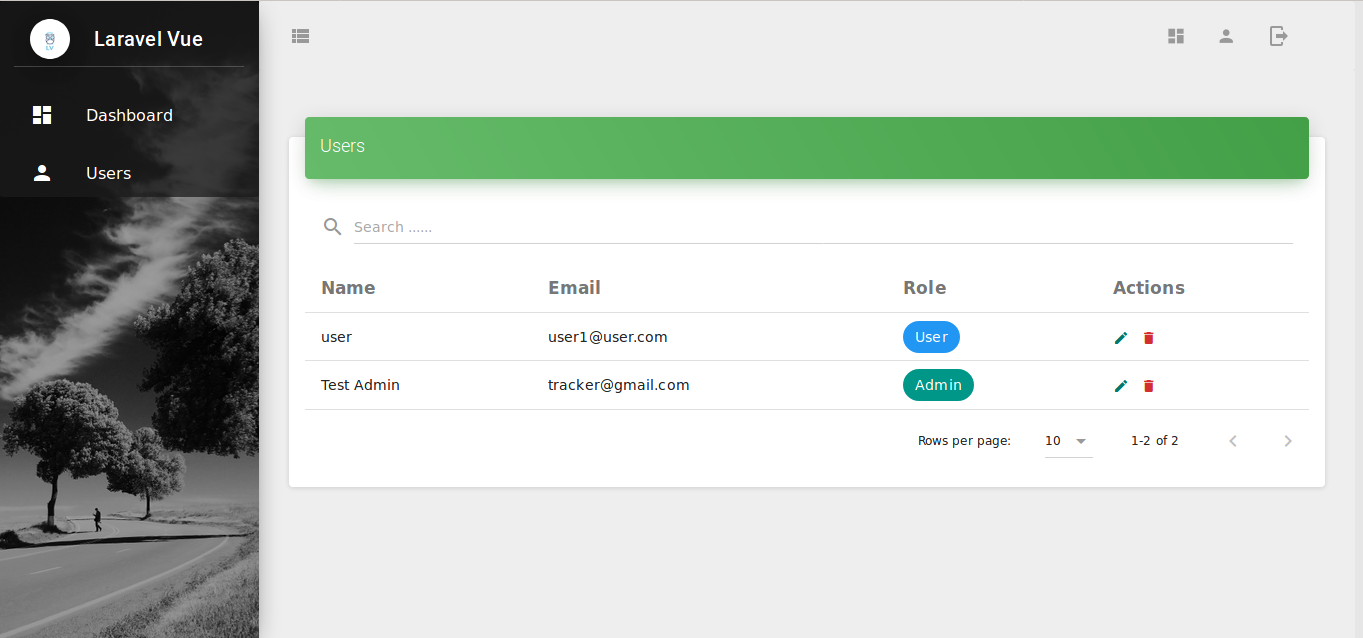 LV
Laravel Vue
Dashboard
Users
Users
Search ......
Name Email Role Actions
user user1@user.com User
Test Admin tracker@gmail.com Admin
Rows per page: 10 1-2 of 2